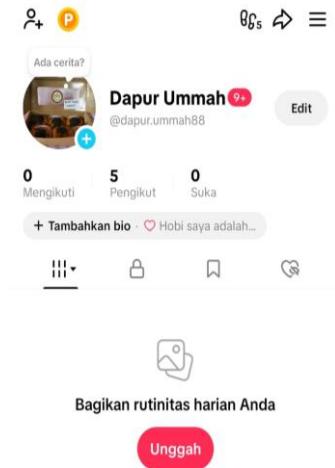 P
5
Ada cerita?
Dapur Ummah 9+
@dapur.ummah88
Edit
0 5 0
Mengikuti Pengikut Suka
+ Tambahkan bio · Hobi saya adalah...
Bagikan rutinitas harian Anda
Unggah